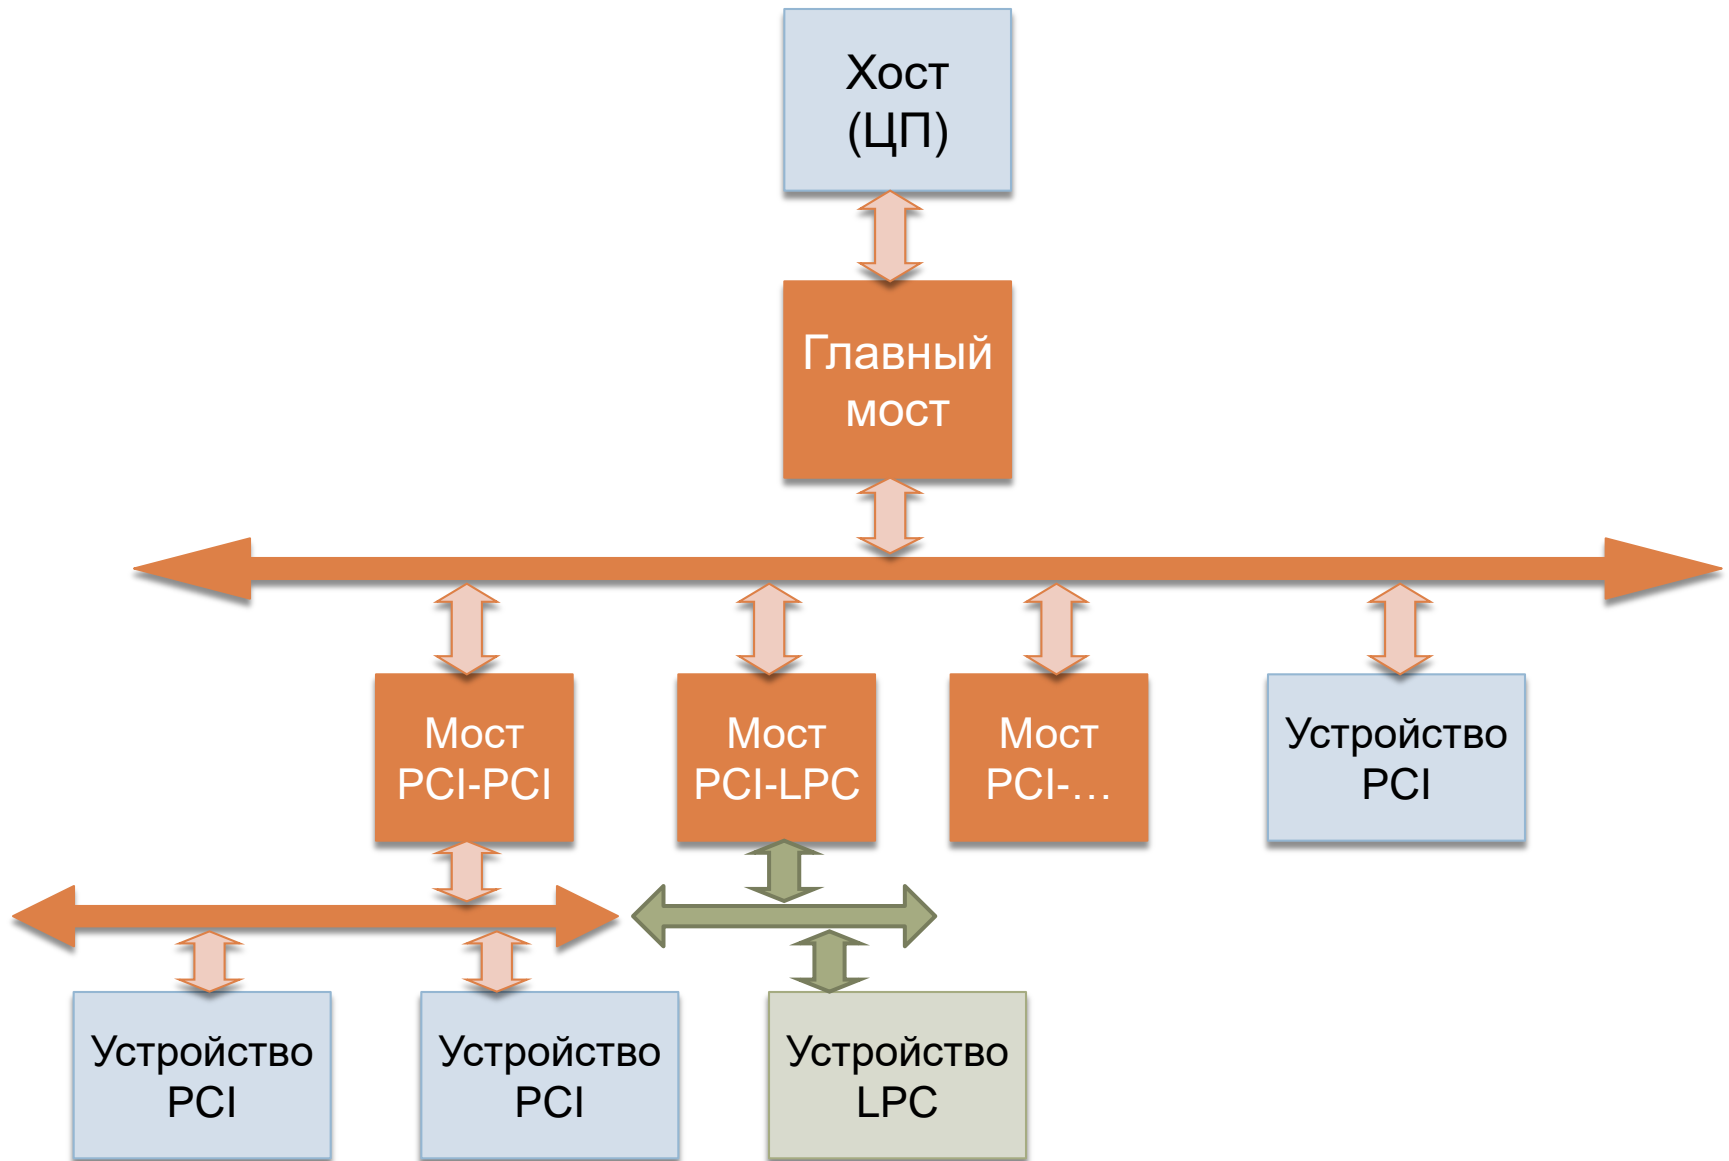 Хост
(ЦП)
Главный
мост
Мост
PCI-PCI
Мост
PCI-LPC
Мост
PCI-...
Устройство
PCI
Устройство
PCI
Устройство
PCI
Устройство
LPC